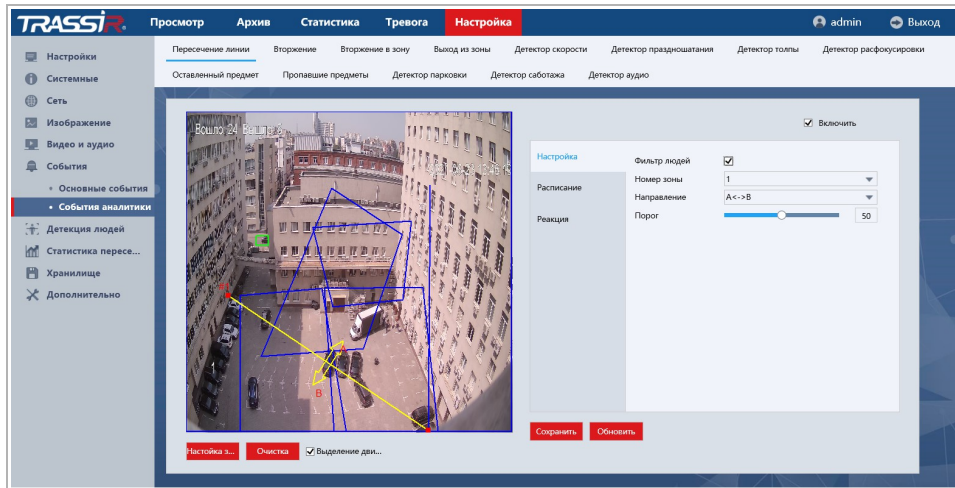 TRASSIR
Просмотр Архив Статистика Тревога Настройка admin Выход
Пересечение линии Вторжение Вторжение в зону Выход из зоны Детектор скорости Детектор праздношатания Детектор толпы Детектор расфокусировки
Оставленный предмет Пропавшие предметы Детектор парковки Детектор саботажа Детектор аудио
Настройки
Системные
Сеть
Изображение
Видео и аудио
События
Основные события
События аналитики
Детекция людей
Статистика пересе...
Хранилище
Дополнительно
Вошло 24
A
B
Включить
Настройка
Расписание
Реакция
Фильтр людей
Номер зоны 1
Направление A<->B
Порог 50
Сохранить Обновить
Настойка з... Очистка Выделение дви...